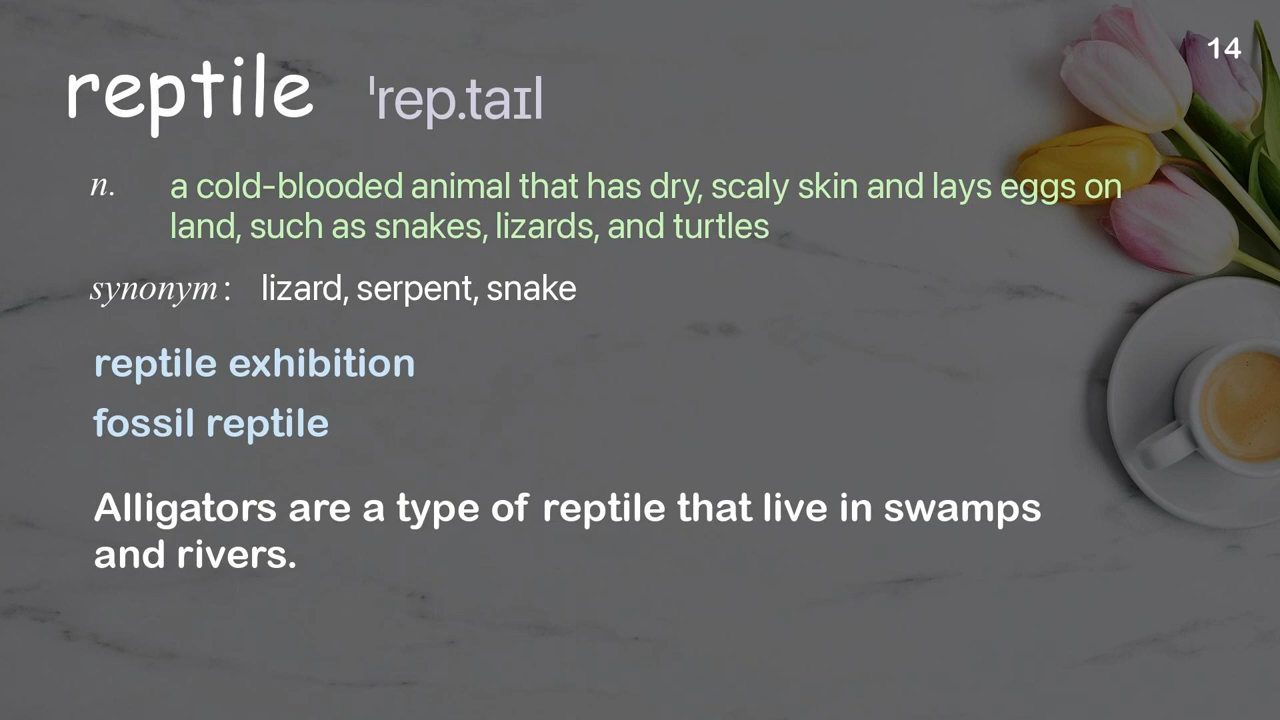 14
reptile ˈrep.taɪl
n. a cold-blooded animal that has dry, scaly skin and lays eggs on
land, such as snakes, lizards, and turtles
synonym: lizard, serpent, snake
reptile exhibition
fossil reptile
Alligators are a type of reptile that live in swamps
and rivers.